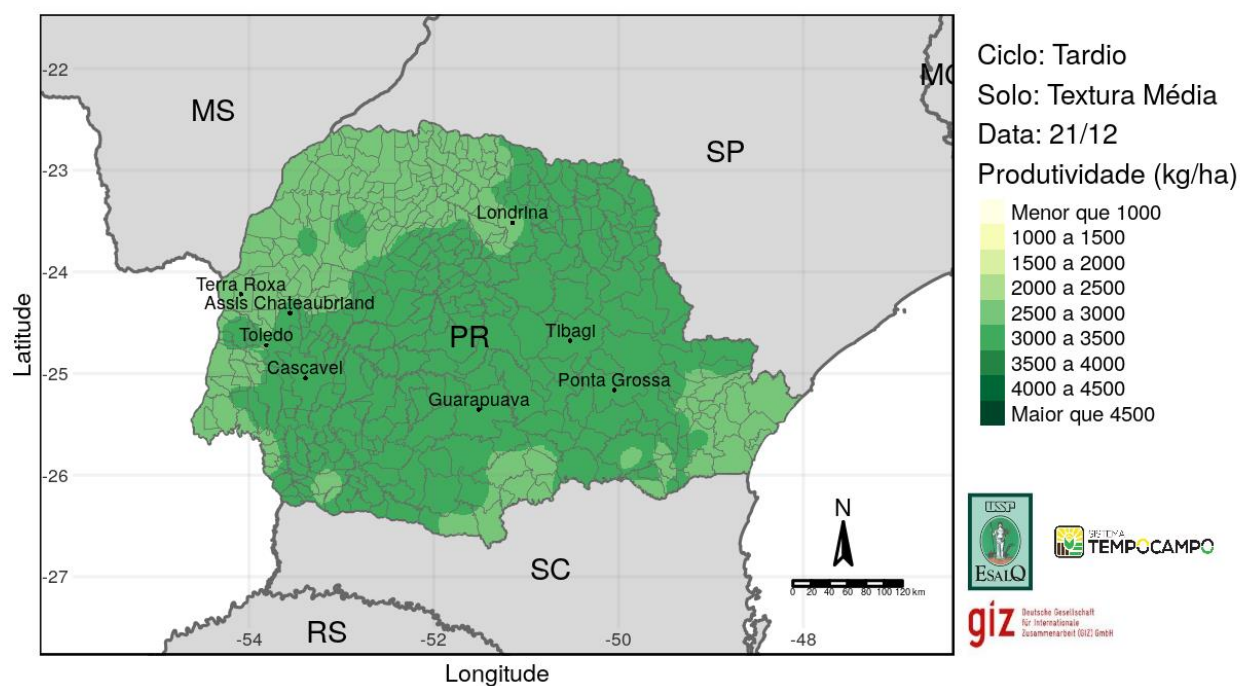 -22
-23
-24
-25
-26
-27
-54
-52
-50
-48
Latitude
Longitude
MS
SP
MG
PR
SC
RS
Londrina
Terra Roxa
Assis Chateaubriand
Toledo
Cascavel
Tibagi
Ponta Grossa
Guarapuava
N
0 20 40 60 80 100 120 km
Ciclo: Tardio
Solo: Textura Média
Data: 21/12
Produtividade (kg/ha)
Menor que 1000
1000 a 1500
1500 a 2000
2000 a 2500
2500 a 3000
3000 a 3500
3500 a 4000
4000 a 4500
Maior que 4500
USP
ESALQ
SISTEMA
TEMPOCAMPO
giz
Deutsche Gesellschaft
für Internationale
Zusammenarbeit (GIZ) GmbH